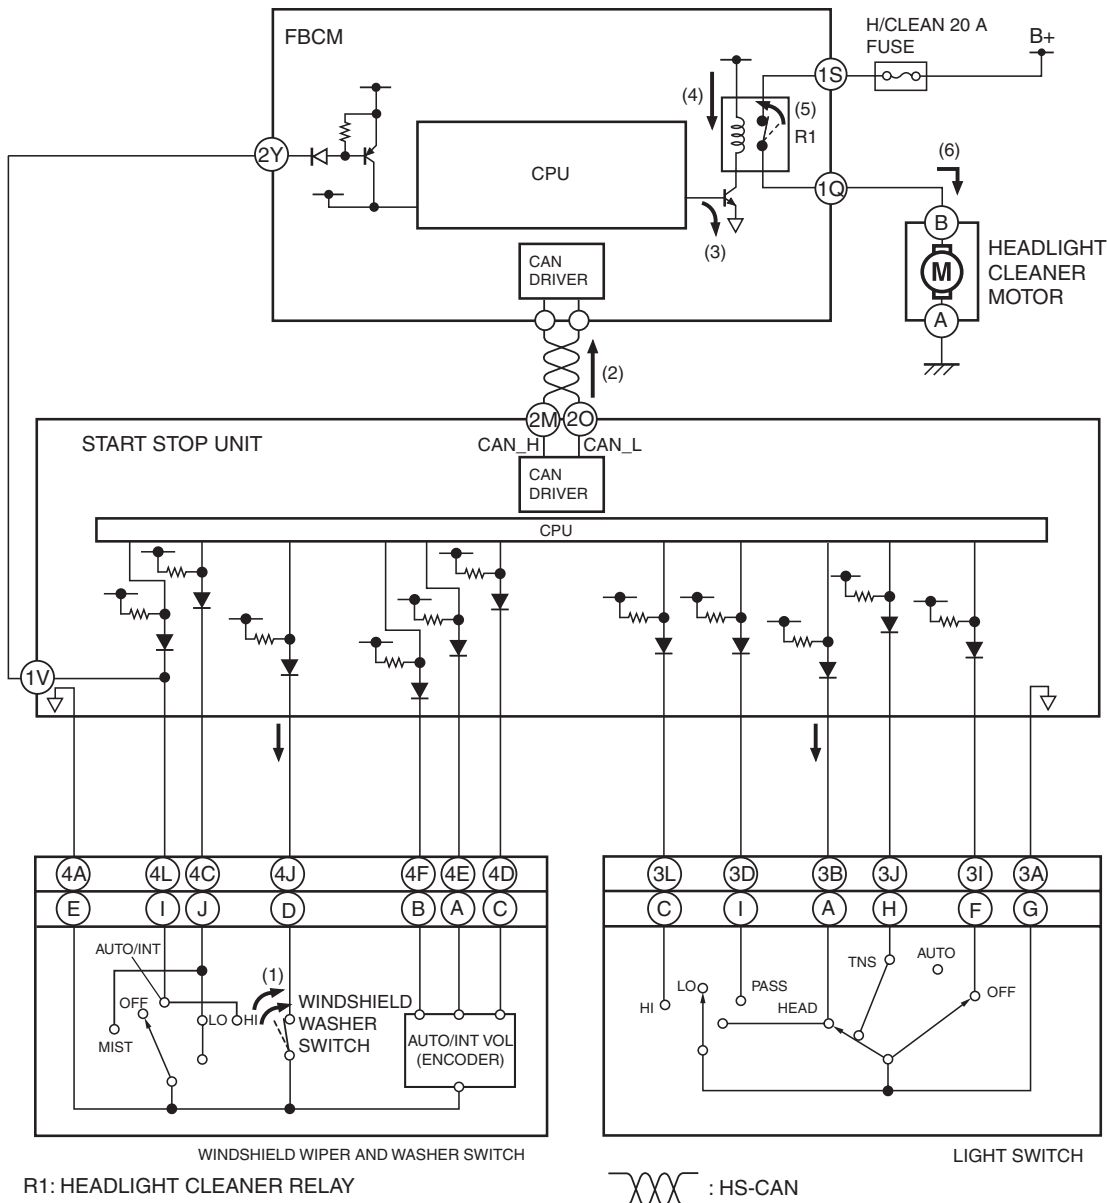 FBCM
H/CLEAN 20 A
FUSE
B+
1S
(4)
(5)
R1
2Y
CPU
(6)
1Q
(3)
B
M
A
HEADLIGHT
CLEANER
MOTOR
CAN
DRIVER
(2)
2M
2O
START STOP UNIT
CAN_H
CAN_L
CAN
DRIVER
CPU
1V
4A
4L
4C
4J
4F
4E
4D
E
I
J
D
B
A
C
3L
3D
3B
3J
3I
3A
C
I
A
H
F
G
AUTO/INT
(1)
OFF
LO
HI
MIST
WINDSHIELD
WASHER
SWITCH
AUTO/INT VOL
(ENCODER)
HI
LO
PASS
HEAD
TNS
AUTO
OFF
WINDSHIELD WIPER AND WASHER SWITCH
LIGHT SWITCH
R1: HEADLIGHT CLEANER RELAY
: HS-CAN